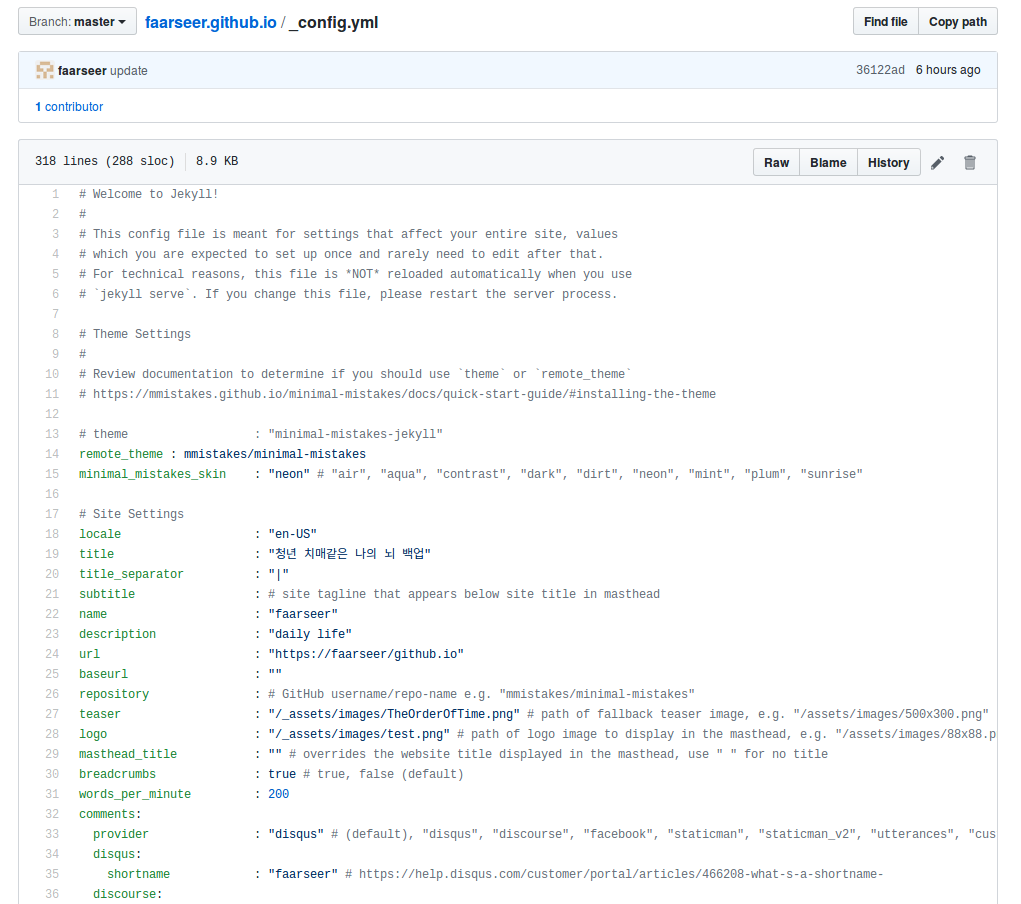 Branch: master
faarseer.github.io / _config.yml
Find file
Copy path
faarseer update
36122ad 6 hours ago
1 contributor
318 lines (288 sloc) 8.9 KB
Raw
Blame
History
1 # Welcome to Jekyll!
2 #
3 # This config file is meant for settings that affect your entire site, values
4 # which you are expected to set up once and rarely need to edit after that.
5 # For technical reasons, this file is *NOT* reloaded automatically when you use
6 # `jekyll serve`. If you change this file, please restart the server process.
7
8 # Theme Settings
9 #
10 # Review documentation to determine if you should use `theme` or `remote_theme`
11 # https://mmistakes.github.io/minimal-mistakes/docs/quick-start-guide/#installing-the-theme
12
13 # theme : "minimal-mistakes-jekyll"
14 remote_theme : mmistakes/minimal-mistakes
15 minimal_mistakes_skin : "neon" # "air", "aqua", "contrast", "dark", "dirt", "neon", "mint", "plum", "sunrise"
16
17 # Site Settings
18 locale : "en-US"
19 title : "청년 치매같은 나의 뇌 백업"
20 title_separator : "|"
21 subtitle : # site tagline that appears below site title in masthead
22 name : "faarseer"
23 description : "daily life"
24 url : "https://faarseer/github.io"
25 baseurl : ""
26 repository : # GitHub username/repo-name e.g. "mmistakes/minimal-mistakes"
27 teaser : "/_assets/images/TheOrderOfTime.png" # path of fallback teaser image, e.g. "/assets/images/500x300.png"
28 logo : "/_assets/images/test.png" # path of logo image to display in the masthead, e.g. "/assets/images/88x88.p
29 masthead_title : "" # overrides the website title displayed in the masthead, use " " for no title
30 breadcrumbs : true # true, false (default)
31 words_per_minute : 200
32 comments:
33 provider : "disqus" # (default), "disqus", "discourse", "facebook", "staticman", "staticman_v2", "utterances", "cus
34 disqus:
35 shortname : "faarseer" # https://help.disqus.com/customer/portal/articles/466208-what-s-a-shortname-
36 discourse: